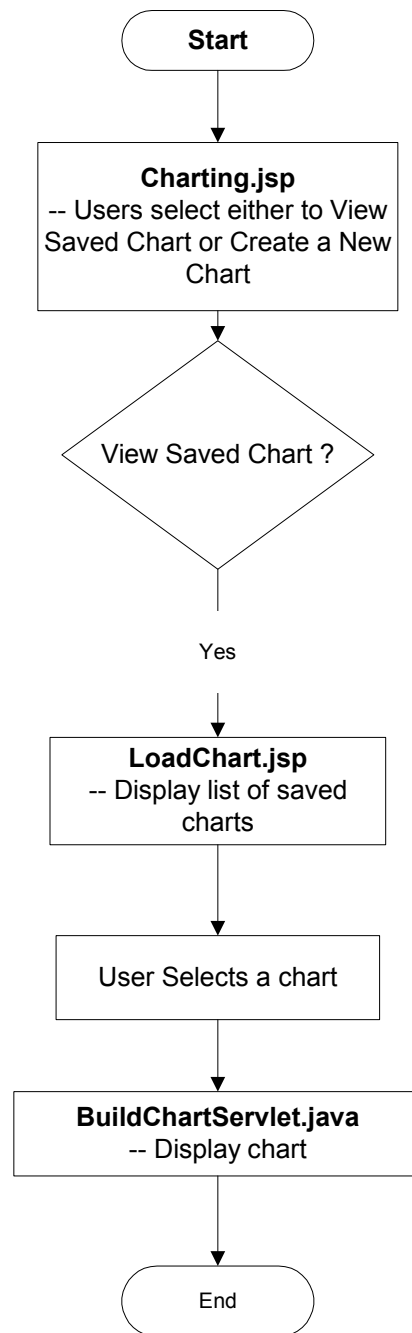 Start
Charting.jsp
-- Users select either to View
Saved Chart or Create a New
Chart
View Saved Chart ?
Yes
LoadChart.jsp
-- Display list of saved
charts
User Selects a chart
BuildChartServlet.java
-- Display chart
End